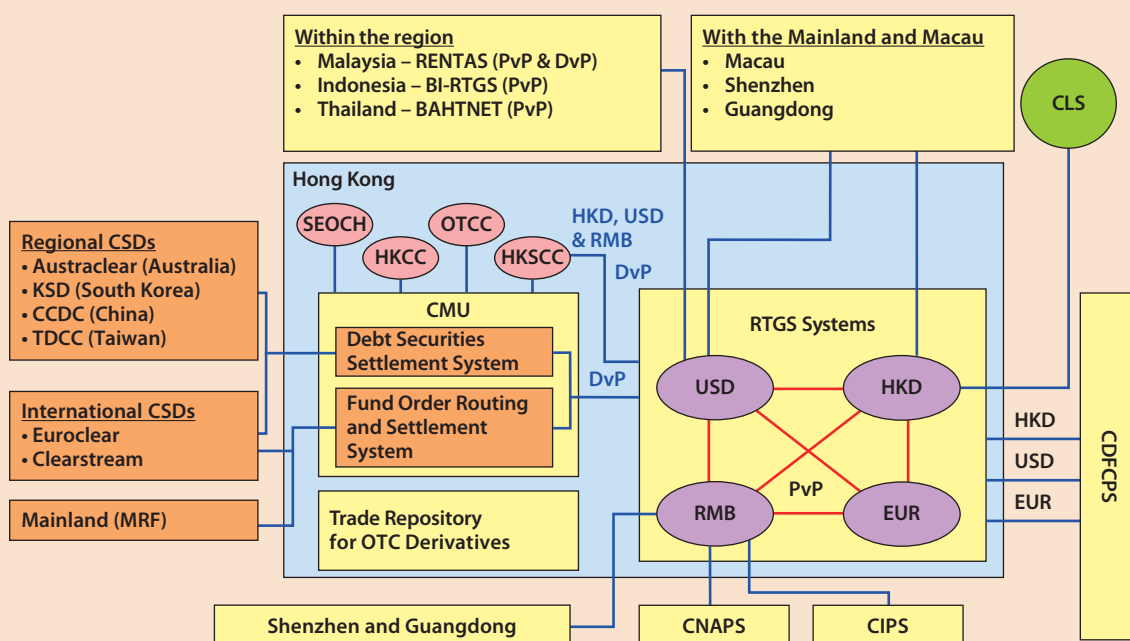 Within the region
• Malaysia – RENTAS (PvP & DvP)
• Indonesia – BI-RTGS (PvP)
• Thailand – BAHTNET (PvP)
With the Mainland and Macau
• Macau
• Shenzhen
• Guangdong
CLS
Hong Kong
SEOCH
HKCC
OTCC
HKSCC
HKD, USD
& RMB
DvP
Regional CSDs
• Austraclear (Australia)
• KSD (South Korea)
• CCDC (China)
• TDCC (Taiwan)
International CSDs
• Euroclear
• Clearstream
Mainland (MRF)
CMU
Debt Securities
Settlement System
Fund Order Routing
and Settlement
System
DvP
Trade Repository
for OTC Derivatives
RTGS Systems
USD
HKD
PvP
RMB
EUR
HKD
USD
EUR
CDFCPS
Shenzhen and Guangdong
CNAPS
CIPS